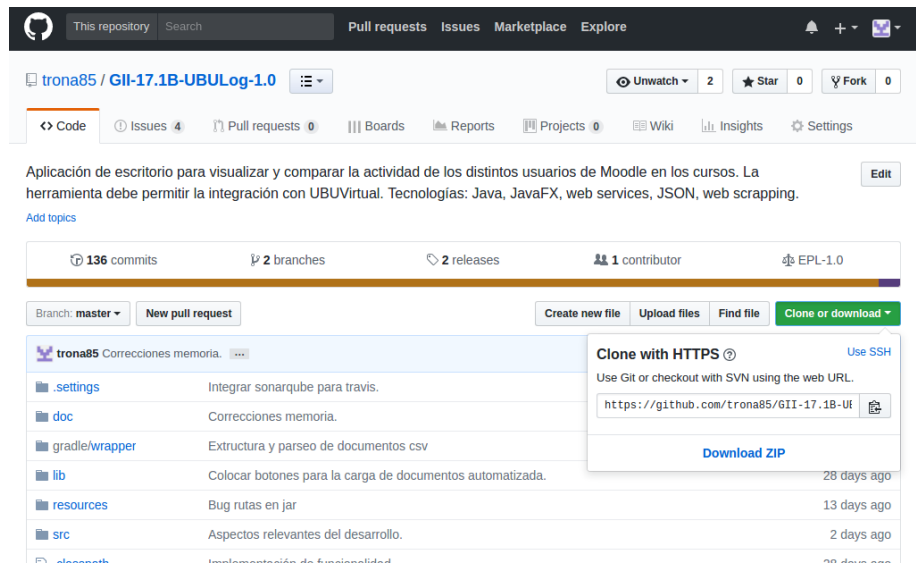 This repository Search Pull requests Issues Marketplace Explore
trona85 / GII-17.1B-UBULog-1.0 Unwatch 2 Star 0 Fork 0
Code Issues 4 Pull requests 0 Boards Reports Projects 0 Wiki Insights Settings
Aplicación de escritorio para visualizar y comparar la actividad de los distintos usuarios de Moodle en los cursos. La Edit
herramienta debe permitir la integración con UBUVirtual. Tecnologías: Java, JavaFX, web services, JSON, web scrapping.
Add topics
136 commits 2 branches 2 releases 1 contributor EPL-1.0
Branch: master New pull request Create new file Upload files Find file Clone or download
trona85 Correcciones memoria. ...
Clone with HTTPS Use SSH
Use Git or checkout with SVN using the web URL.
https://github.com/trona85/GII-17.1B-UB
Download ZIP
.settings Integrar sonarqube para travis.
doc Correcciones memoria.
gradle/wrapper Extructura y parseo de documentos csv
lib Colocar botones para la carga de documentos automatizada. 28 days ago
resources Bug rutas en jar 13 days ago
src Aspectos relevantes del desarrollo. 2 days ago